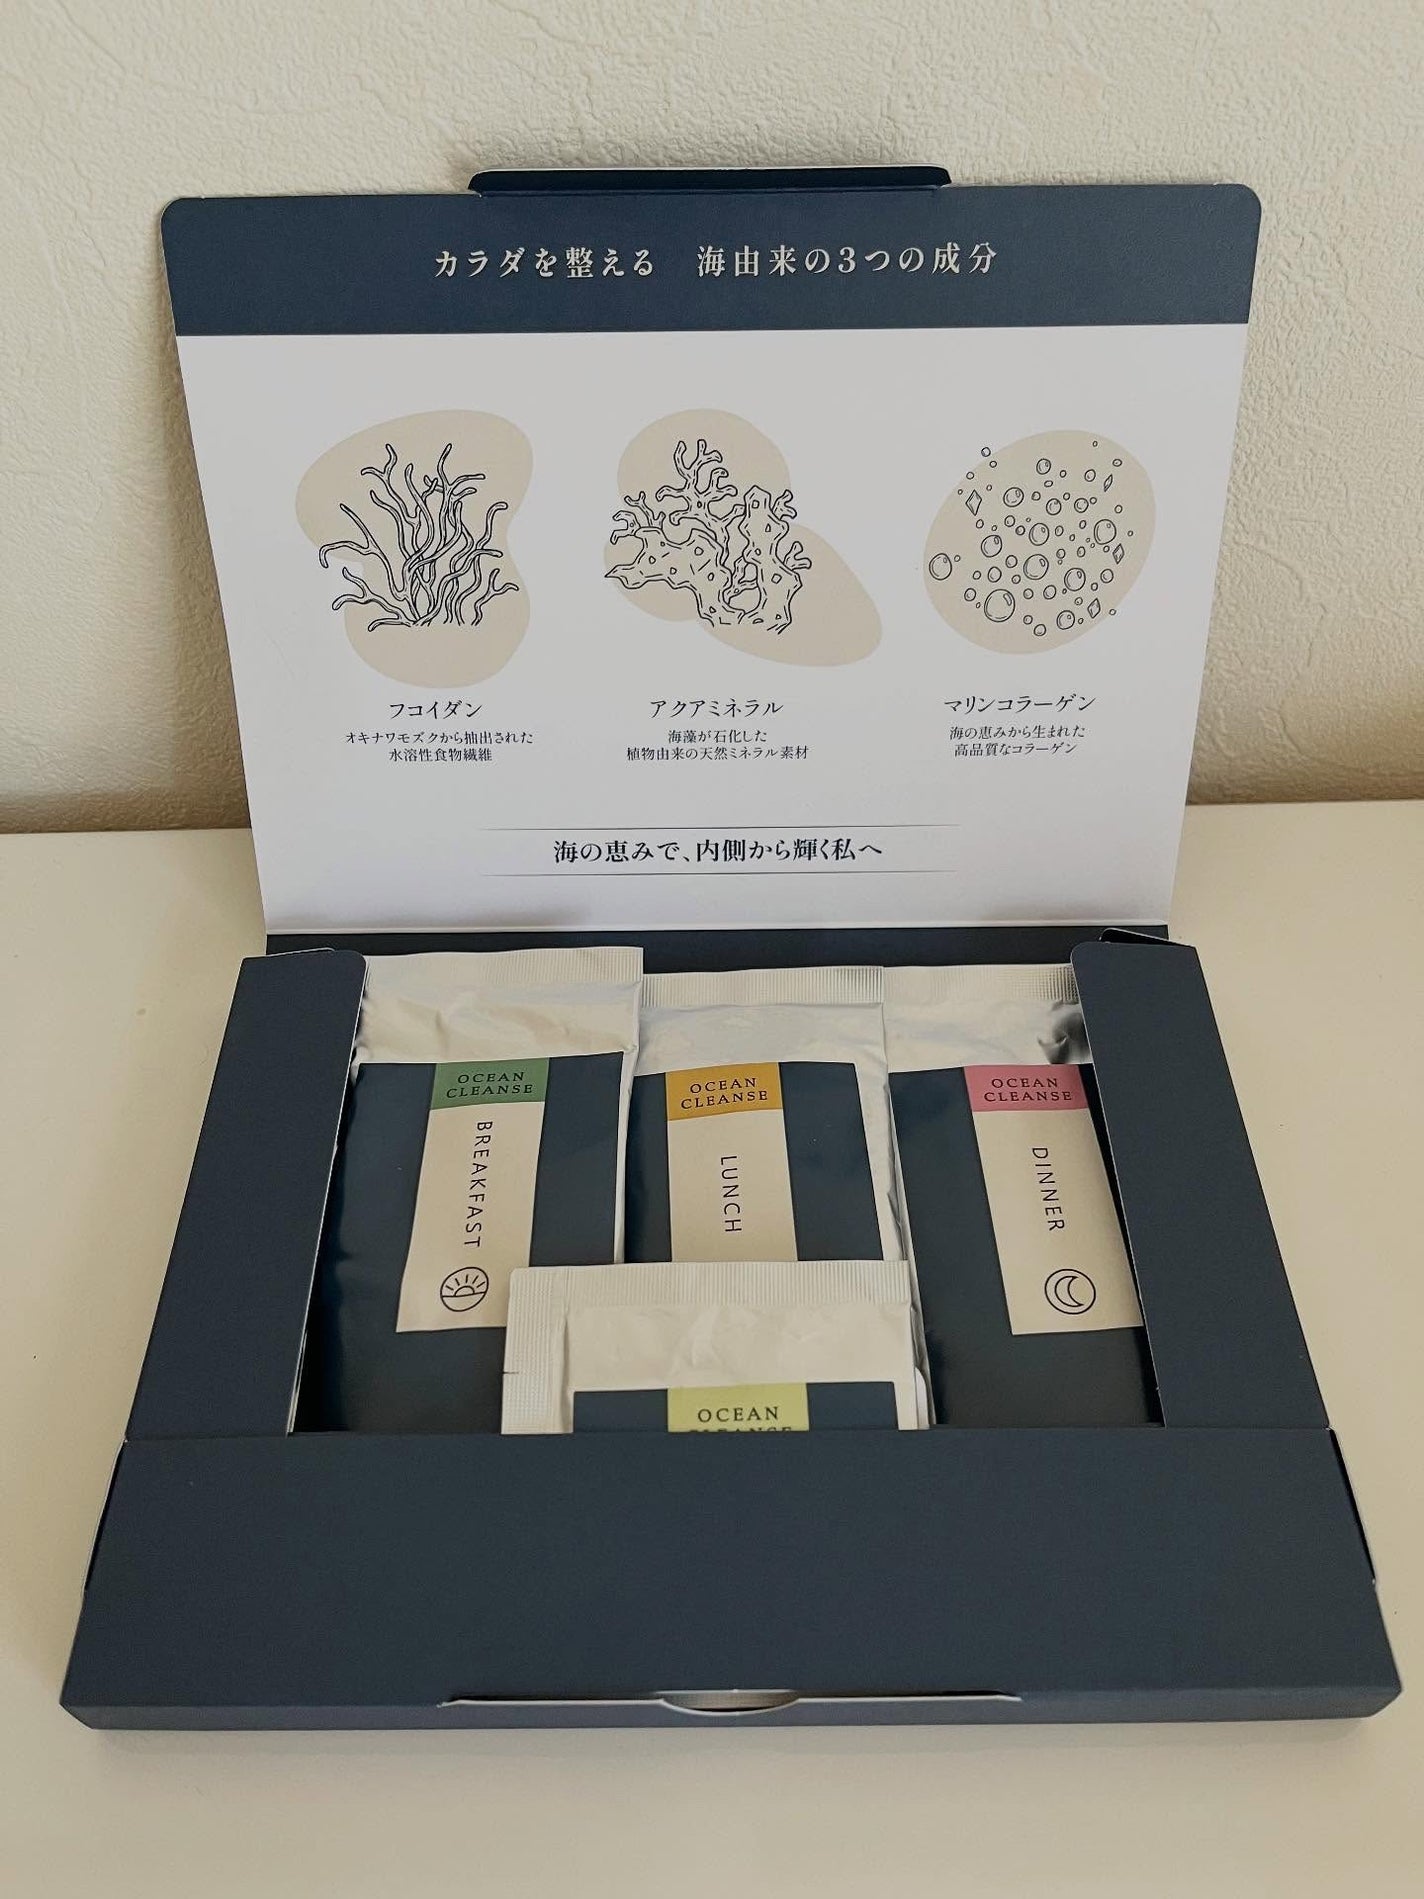 カラダを整える 海由来の3つの成分
フコイダン
オキナワモズクから抽出された
水溶性食物繊維
アクアミネラル
海藻が石化した
植物由来の天然ミネラル素材
マリンコラーゲン
海の恵みから生まれた
高品質なコラーゲン
海の恵みで、内側から輝く私へ
OCEAN
CLEANSE
BREAKFAST
OCEAN
CLEANSE
LUNCH
OCEAN
CLEANSE
DINNER
OCEAN
CLEANSE